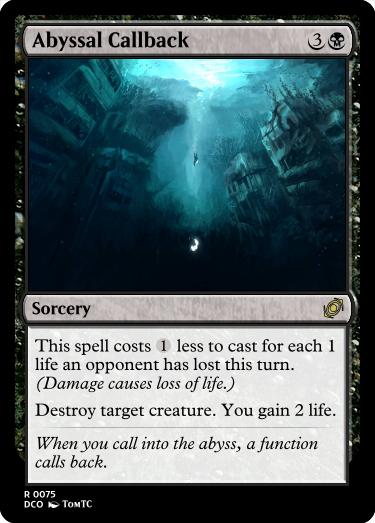 Abyssal Callback 3
Sorcery
This spell costs 1 less to cast for each 1
life an opponent has lost this turn.
(Damage causes loss of life.)
Destroy target creature. You gain 2 life.
When you call into the abyss, a function
calls back.
R 0075
DCO TomTC